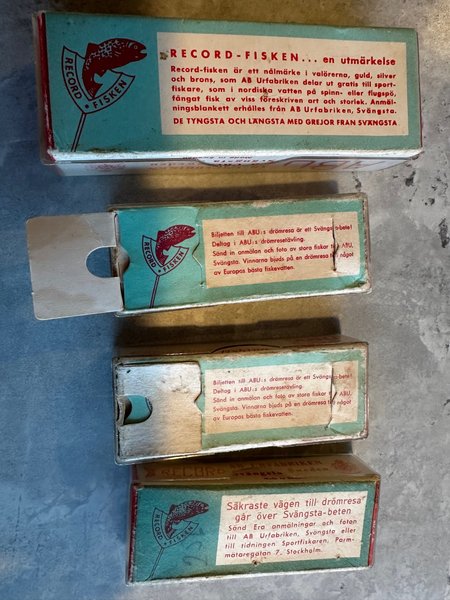 RECORD
FISKEN
RECORD-FISKEN... en utmärkelse
Record-fisken är ett nålmärke i valörerna, guld, silver
och brons, som AB Urfabriken delar ut gratis till sport-
fiskare, som i nordiska vatten på spinn- eller flugspö,
fångat fisk av viss föreskriven art och storlek. Anmäl-
ningsblankett erhålles från AB Urfabriken, Svängsta.
DE TYNGSTA OCH LÄNGSTA MED GREJOR FRÅN SVÄNGSTA
RECORD
FISKEN
Biljetten till ABU:s drömresa är ett Svängsta-bete!
Deltag i ABU:s drömresetävling.
Sänd in anmälan och foto av stora fiskar till ABU,
Svängsta. Vinnarna bjuds på en drömresa till något
av Europas bästa fiskevatten.
Biljetten till ABU:s drömresa är ett Svängsta-bete!
Deltag i ABU:s drömresetävling.
Sänd in anmälan och foto av stora fiskar till ABU,
Svängsta. Vinnarna bjuds på en drömresa till något
av Europas bästa fiskevatten.
RECORD
Svängsta
RECORD
FISKEN
Säkraste vägen till drömresa
går över Svängsta-beten
Sänd Era anmälningar och foton
till AB Urfabriken, Svängsta eller
till tidningen Sportfiskaren, Parm-
mätaregatan 7, Stockholm.